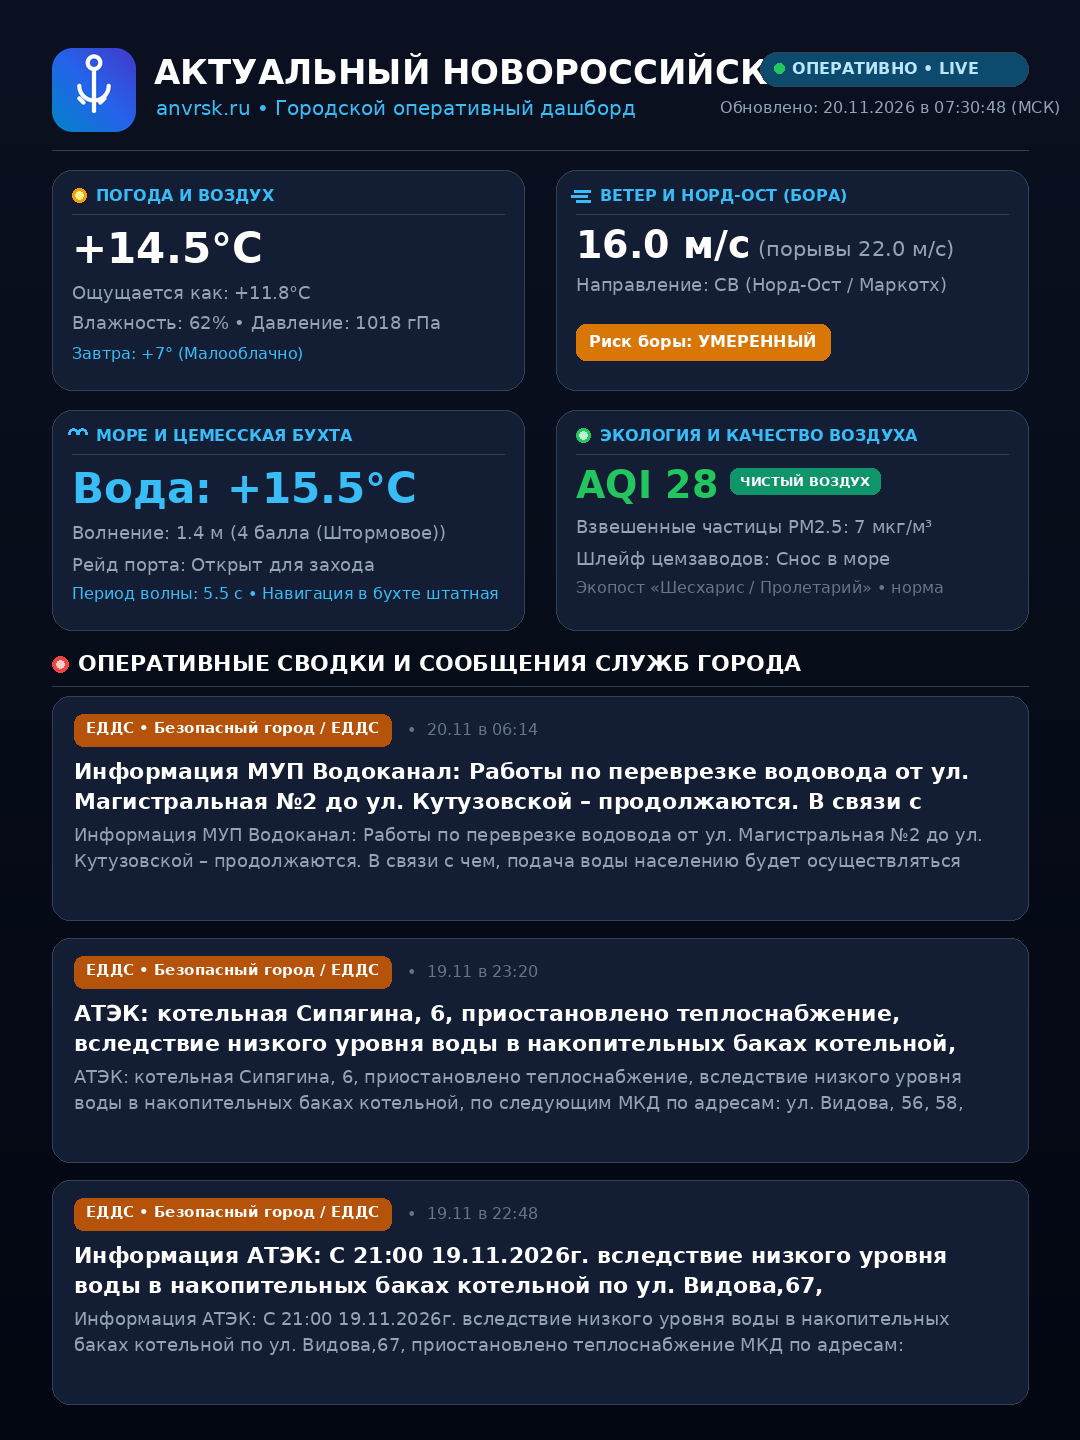 АКТУАЛЬНЫЙ НОВОРОССИЙСК
ОПЕРАТИВНО • LIVE
anvrsk.ru • Городской оперативный дашборд
Обновлено: 20.11.2026 в 07:30:48 (МСК)
ПОГОДА И ВОЗДУХ
+14.5°C
Ощущается как: +11.8°C
Влажность: 62% • Давление: 1018 гПа
Завтра: +7° (Малооблачно)
ВЕТЕР И НОРД-ОСТ (БОРА)
16.0 м/с (порывы 22.0 м/с)
Направление: СВ (Норд-Ост / Маркотх)
Риск боры: УМЕРЕННЫЙ
МОРЕ И ЦЕМЕССКАЯ БУХТА
Вода: +15.5°C
Волнение: 1.4 м (4 балла (Штормовое))
Рейд порта: Открыт для захода
Период волны: 5.5 с • Навигация в бухте штатная
ЭКОЛОГИЯ И КАЧЕСТВО ВОЗДУХА
AQI 28 ЧИСТЫЙ ВОЗДУХ
Взвешенные частицы PM2.5: 7 мкг/м³
Шлейф цемзаводов: Снос в море
Экопост «Шесхарис / Пролетарий» • норма
ОПЕРАТИВНЫЕ СВОДКИ И СООБЩЕНИЯ СЛУЖБ ГОРОДА
ЕДДС • Безопасный город / ЕДДС • 20.11 в 06:14
Информация МУП Водоканал: Работы по переврезке водовода от ул.
Магистральная №2 до ул. Кутузовской – продолжаются. В связи с
Информация МУП Водоканал: Работы по переврезке водовода от ул. Магистральная №2 до ул.
Кутузовской – продолжаются. В связи с чем, подача воды населению будет осуществляться
ЕДДС • Безопасный город / ЕДДС • 19.11 в 23:20
АТЭК: котельная Сипягина, 6, приостановлено теплоснабжение,
вследствие низкого уровня воды в накопительных баках котельной,
АТЭК: котельная Сипягина, 6, приостановлено теплоснабжение, вследствие низкого уровня
воды в накопительных баках котельной, по следующим МКД по адресам: ул. Видова, 56, 58,
ЕДДС • Безопасный город / ЕДДС • 19.11 в 22:48
Информация АТЭК: С 21:00 19.11.2026г. вследствие низкого уровня
воды в накопительных баках котельной по ул. Видова,67,
Информация АТЭК: С 21:00 19.11.2026г. вследствие низкого уровня воды в накопительных
баках котельной по ул. Видова,67, приостановлено теплоснабжение МКД по адресам: